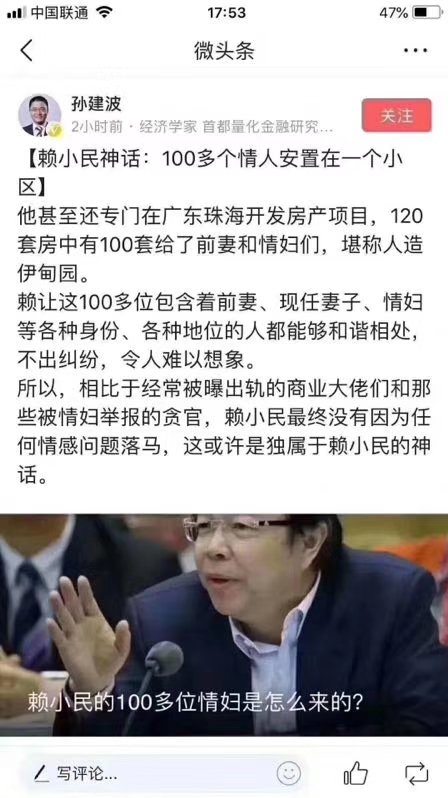 中国联通
17:53
47%
微头条
孙建波
2小时前 · 经济学家 首都量化金融研究...
关注
【赖小民神话：100多个情人安置在一个小
区】
他甚至还专门在广东珠海开发房产项目，120
套房中有100套给了前妻和情妇们，堪称人造
伊甸园。
赖让这100多位包含着前妻、现任妻子、情妇
等各种身份、各种地位的人都能够和谐相处，
不出纠纷，令人难以想象。
所以，相比于经常被曝出轨的商业大佬们和那
些被情妇举报的贪官，赖小民最终没有因为任
何情感问题落马，这或许是独属于赖小民的神
话。
赖小民的100多位情妇是怎么来的?
写评论...